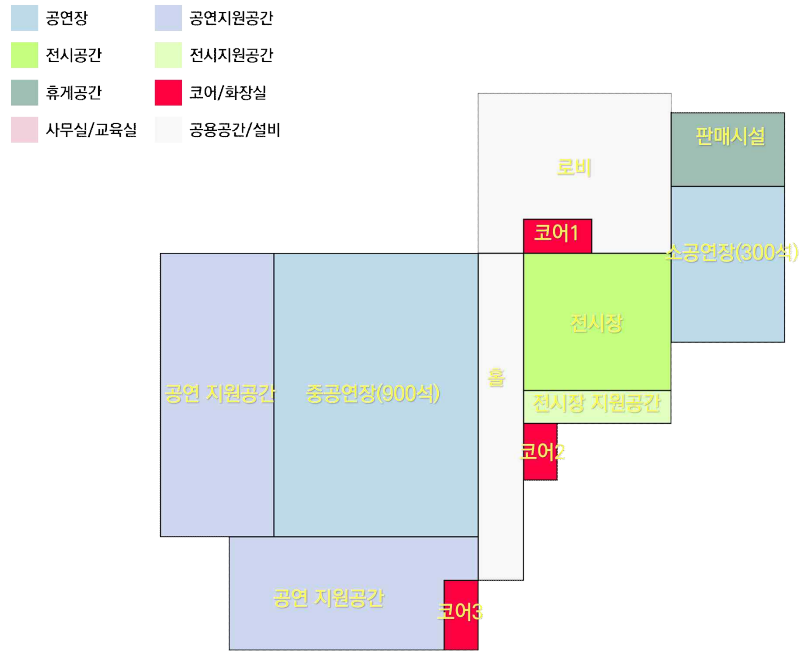 공연장 공연지원공간
전시공간 전시지원공간
휴게공간 코어/화장실
사무실/교육실 공용공간/설비
판매시설
로비
코어1
소공연장(300석)
전시장
홀
공연 지원공간 중공연장(900석)
전시장 지원공간
코어2
공연 지원공간
코어3